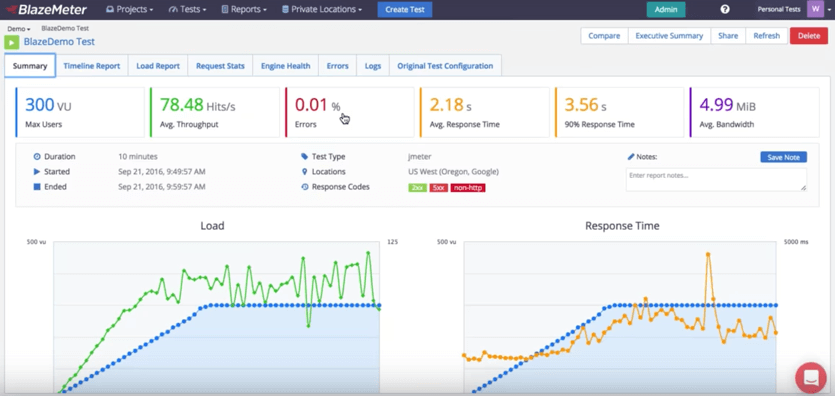 BlazeMeter Projects Tests Reports Private Locations Create Test Admin ? Personal Tests W
Demo BlazeDemo Test
BlazeDemo Test
Compare Executive Summary Share Refresh Delete
Summary Timeline Report Load Report Request Stats Engine Health Errors Logs Original Test Configuration
300 VU 78.48 Hits/s 0.01 % 2.18 s 3.56 s 4.99 MiB
Max Users Avg. Throughput Errors Avg. Response Time 90% Response Time Avg. Bandwidth
Duration 10 minutes Test Type jmeter Notes: Save Note
Started Sep 21, 2016, 9:49:57 AM Locations US West (Oregon, Google) Enter report notes...
Ended Sep 21, 2016, 9:59:57 AM Response Codes 2xx 5xx non-http
Load Response Time
500 vu 125 500 vu 5000 ms